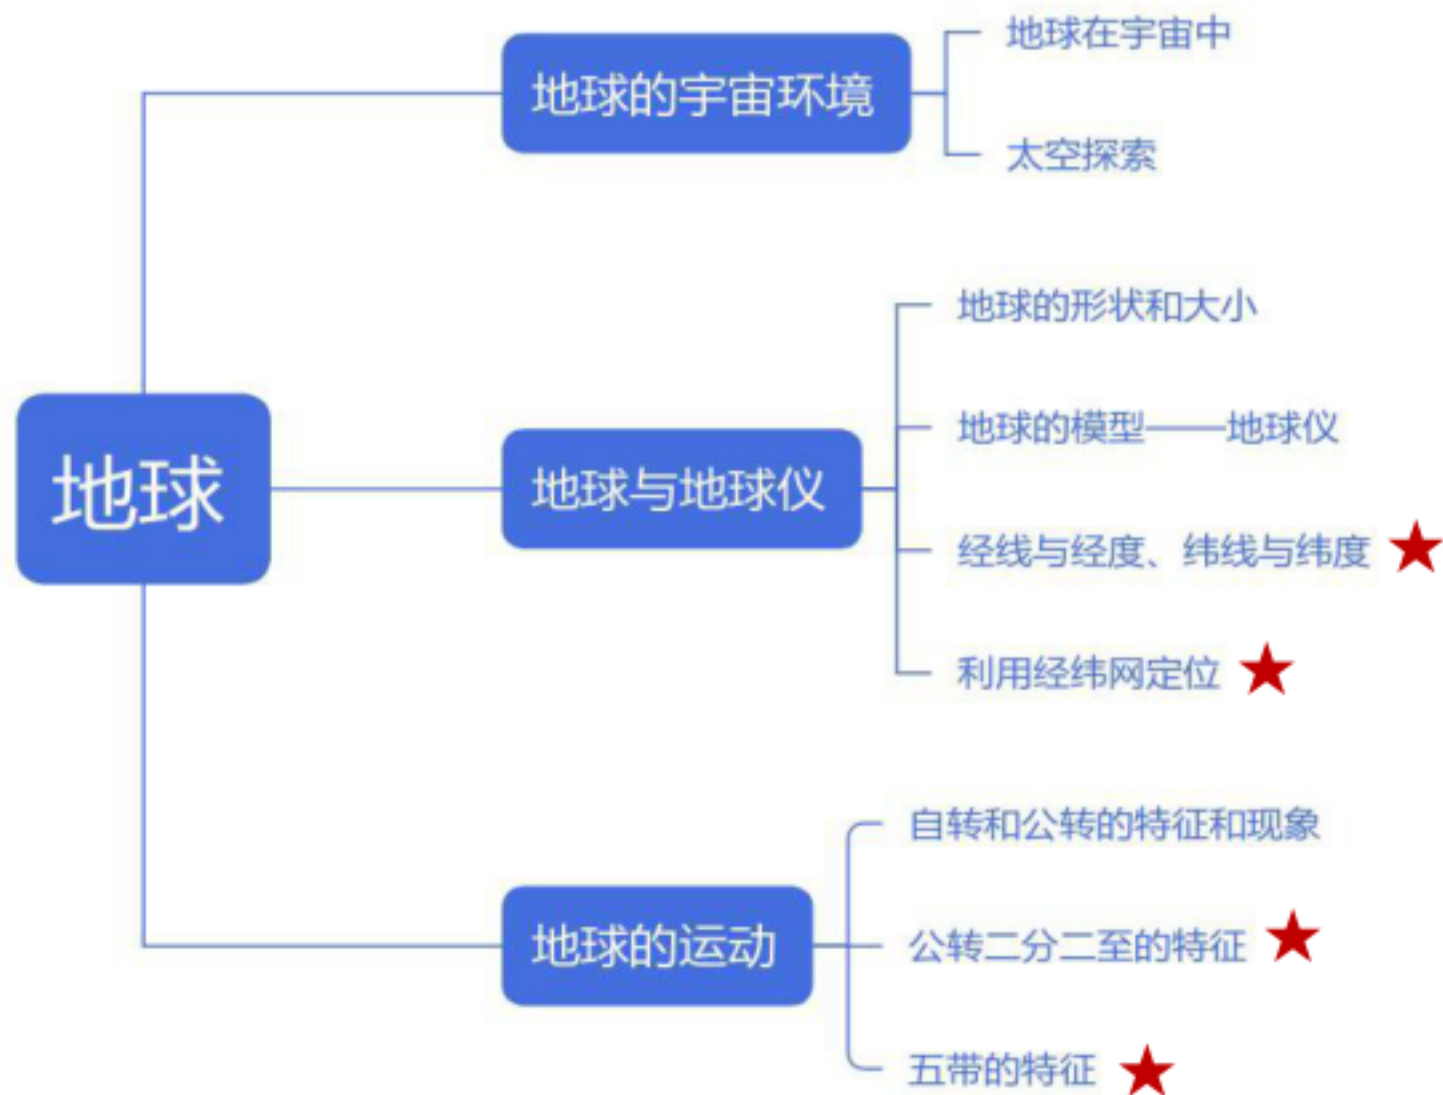 地球
地球的宇宙环境
地球在宇宙中
太空探索
地球与地球仪
地球的形状和大小
地球的模型——地球仪
经线与经度、纬线与纬度
利用经纬网定位
地球的运动
自转和公转的特征和现象
公转二分二至的特征
五带的特征